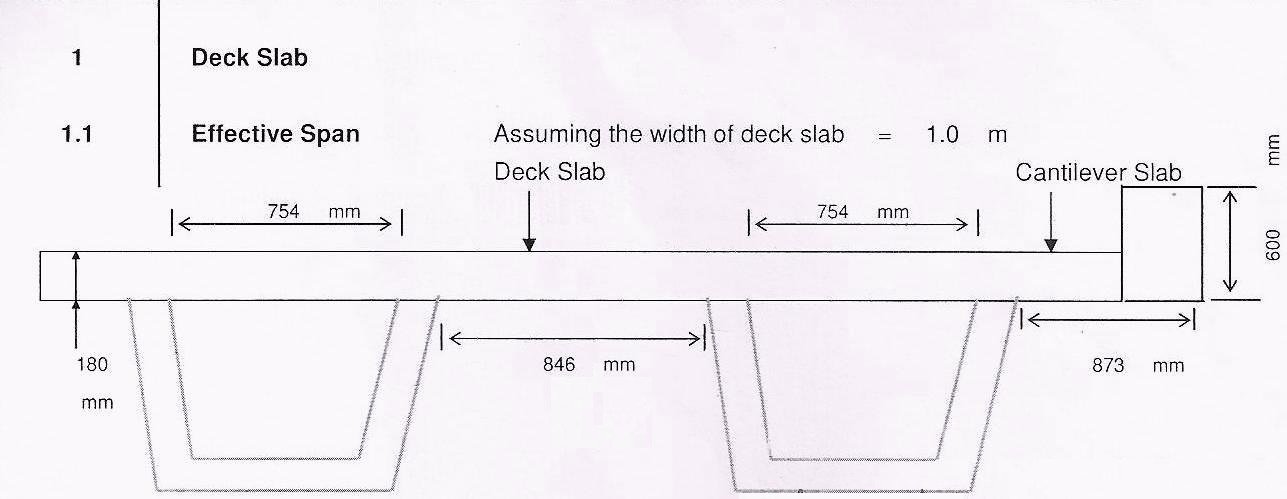 1 Deck Slab
1.1 Effective Span Assuming the width of deck slab = 1.0 m
Deck Slab Cantilever Slab
754 mm 754 mm
600 mm
180 mm
846 mm
873 mm